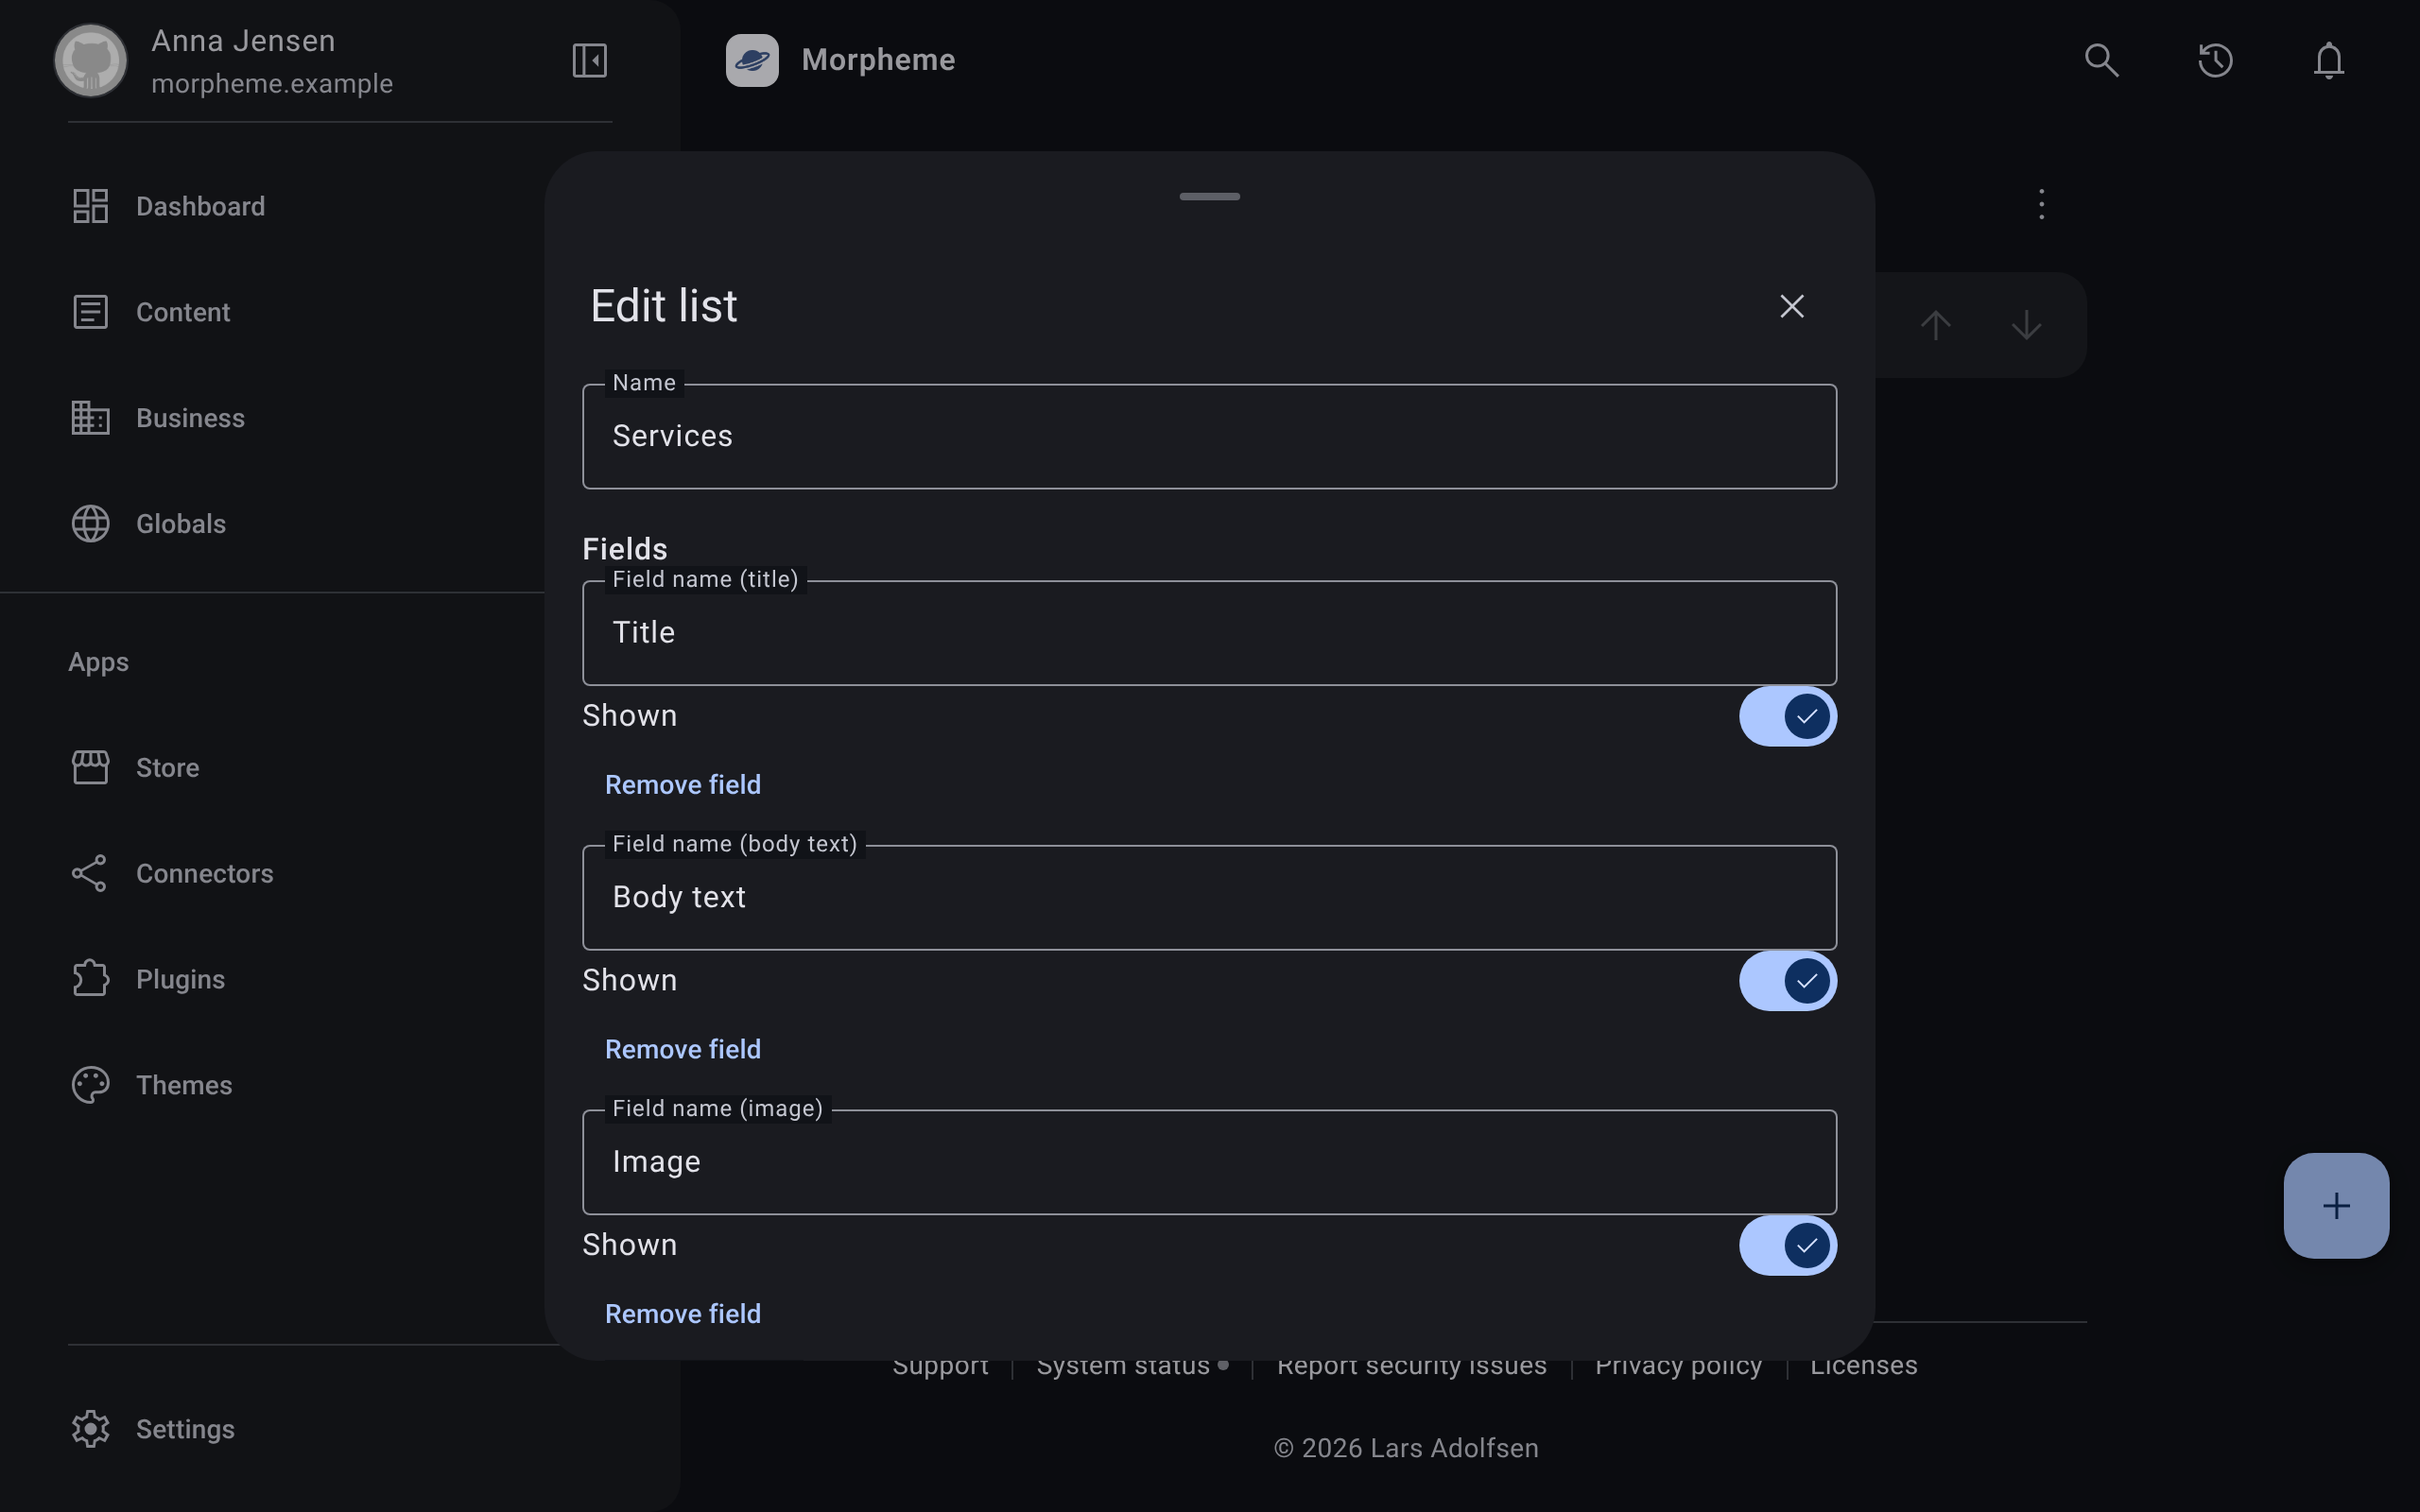 Anna Jensen
morpheme.example
Morpheme
Dashboard
Content
Business
Globals
Apps
Store
Connectors
Plugins
Themes
Settings
Edit list
Name
Services
Fields
Field name (title)
Title
Shown
Remove field
Field name (body text)
Body text
Shown
Remove field
Field name (image)
Image
Shown
Remove field
Support | System status | Report security issues | Privacy policy | Licenses
© 2026 Lars Adolfsen